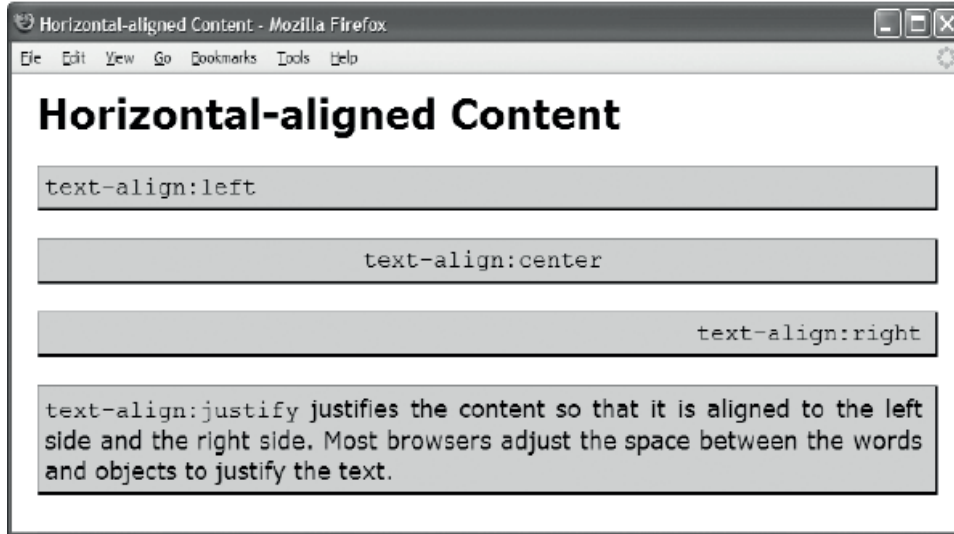 Horizontal-aligned Content - Mozilla Firefox
File Edit View Go Bookmarks Tools Help
Horizontal-aligned Content
text-align:left
text-align:center
text-align:right
text-align:justify justifies the content so that it is aligned to the left
side and the right side. Most browsers adjust the space between the words
and objects to justify the text.